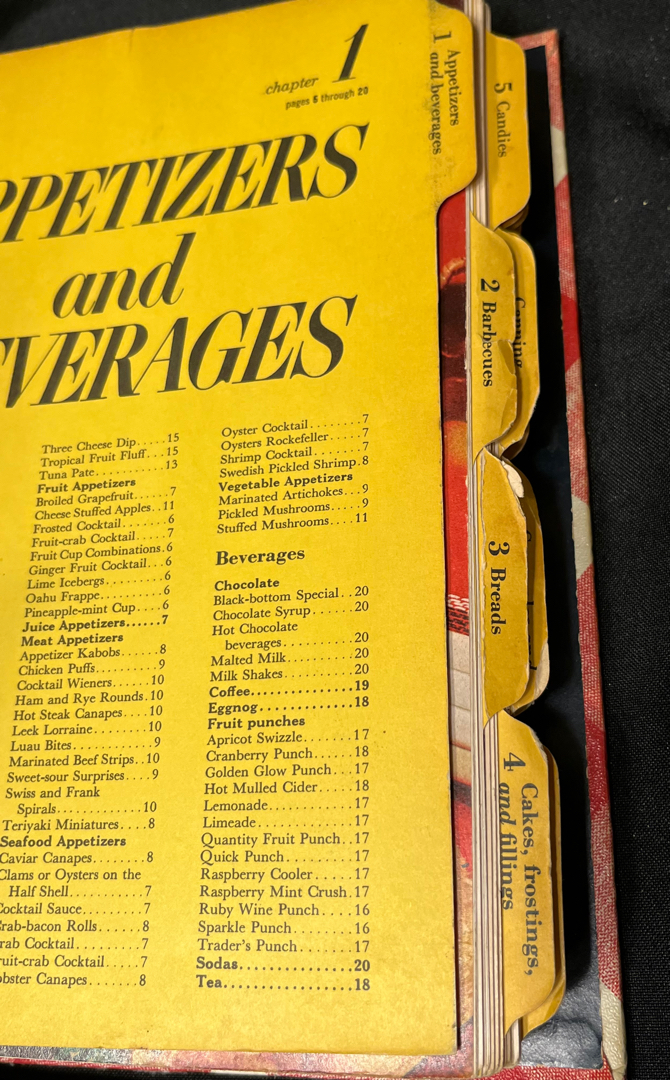 chapter 1
pages 5 through 20
PPETIZERS
and
EVERAGES
Three Cheese Dip.....15
Tropical Fruit Fluff...15
Tuna Pate............13
Fruit Appetizers
Broiled Grapefruit......7
Cheese Stuffed Apples..11
Frosted Cocktail.......6
Fruit-crab Cocktail.....7
Fruit Cup Combinations.6
Ginger Fruit Cocktail...6
Lime Icebergs.........6
Oahu Frappe..........6
Pineapple-mint Cup....6
Juice Appetizers......7
Meat Appetizers
Appetizer Kabobs......8
Chicken Puffs.........9
Cocktail Wieners......10
Ham and Rye Rounds.10
Hot Steak Canapes....10
Leek Lorraine........10
Luau Bites...........9
Marinated Beef Strips..10
Sweet-sour Surprises....9
Swiss and Frank
Spirals............10
Teriyaki Miniatures....8
Seafood Appetizers
Caviar Canapes........8
Clams or Oysters on the
Half Shell...........7
Cocktail Sauce........7
rab-bacon Rolls......8
rab Cocktail.........7
ruit-crab Cocktail.....7
obster Canapes.......8
Oyster Cocktail........7
Oysters Rockefeller.....7
Shrimp Cocktail.......7
Swedish Pickled Shrimp.8
Vegetable Appetizers
Marinated Artichokes...9
Pickled Mushrooms....9
Stuffed Mushrooms....11
Beverages
Chocolate
Black-bottom Special..20
Chocolate Syrup......20
Hot Chocolate
beverages..........20
Malted Milk.........20
Milk Shakes.........20
Coffee..............19
Eggnog.............18
Fruit punches
Apricot Swizzle......17
Cranberry Punch.....18
Golden Glow Punch...17
Hot Mulled Cider.....18
Lemonade...........17
Limeade............17
Quantity Fruit Punch..17
Quick Punch.........17
Raspberry Cooler.....17
Raspberry Mint Crush.17
Ruby Wine Punch....16
Sparkle Punch.......16
Trader's Punch.......17
Sodas...............20
Tea.................18
1 Appetizers
and beverages
5 Candies
2 Barbecues
3 Breads
4 Cakes, frostings,
and fillings